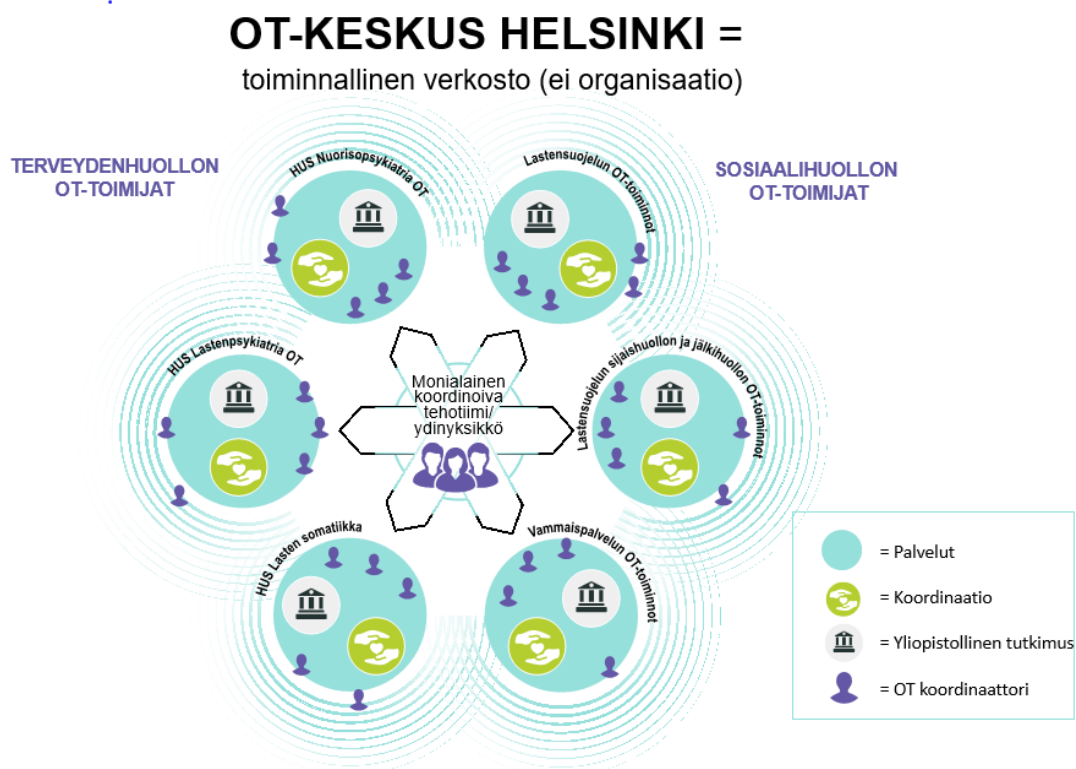 OT-KESKUS HELSINKI =
toiminnallinen verkosto (ei organisaatio)
TERVEYDENHUOLLON
OT-TOIMIJAT
SOSIAALIHUOLLON
OT-TOIMIJAT
HUS Nuorisopsykiatria OT
Lastensuojelun OT-toiminnot
HUS Lastenpsykiatria OT
Monialainen
koordinoiva
tehotiimi/
ydinyksikkö
Lastensuojelun sijaishuollon ja jälkihuollon OT-toiminnot
HUS Lasten somatiikka
Vammaispalvelun OT-toiminnot
= Palvelut
= Koordinaatio
= Yliopistollinen tutkimus
= OT koordinaattori